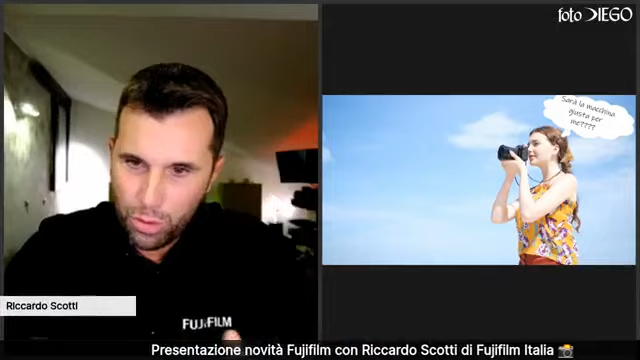 foto DIEGO
Sarà la macchina
giusta per
me????
Riccardo Scotti
FUJIFILM
Presentazione novità Fujifilm con Riccardo Scotti di Fujifilm Italia 📸